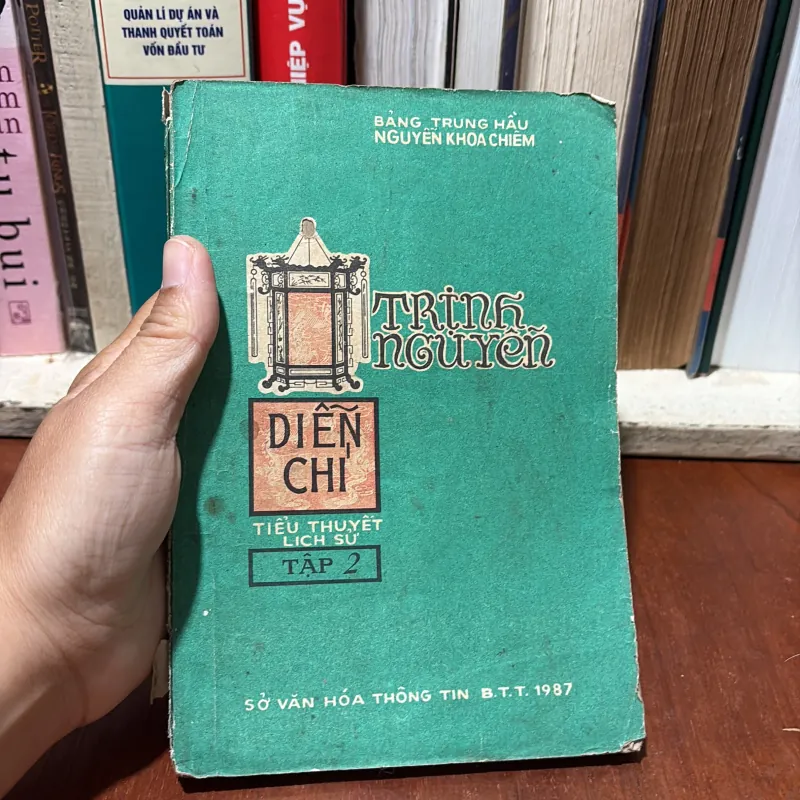 QUẢN LÍ DỰ ÁN VÀ
THANH QUYẾT TOÁN
VỐN ĐẦU TƯ
BẢNG TRUNG HẦU
NGUYỄN KHOA CHIÊM
TRỊNH
NGUYỄN
DIỄN
CHÍ
TIỂU THUYẾT
LỊCH SỬ
TẬP 2
SỞ VĂN HÓA THÔNG TIN B.T.T. 1987